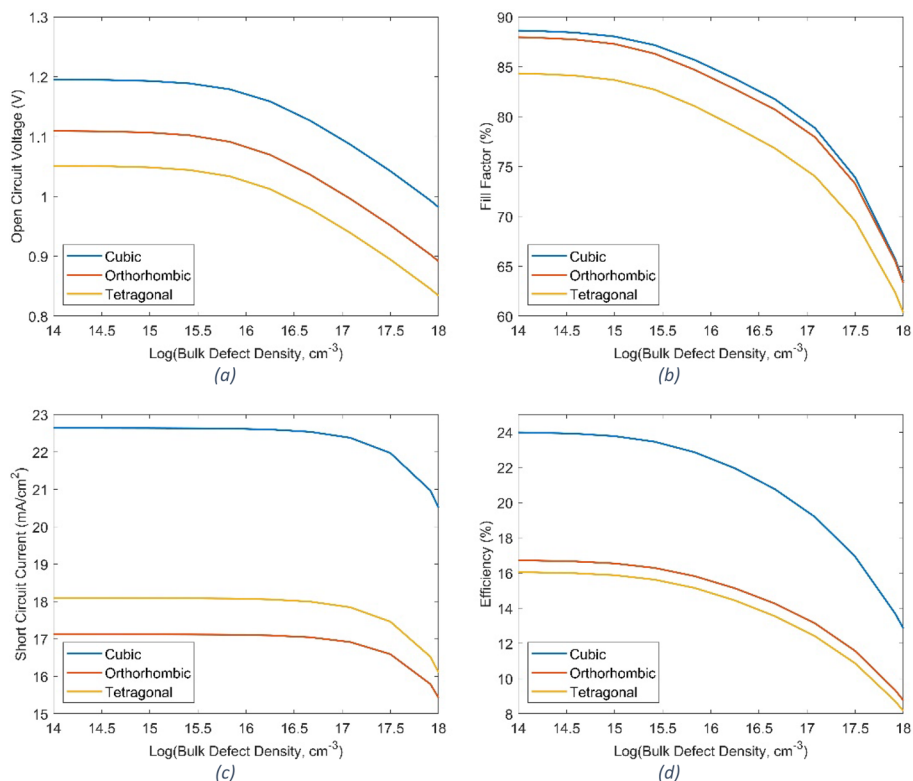 1.3
1.2
1.1
1
0.9
0.8
Open Circuit Voltage (V)
Cubic
Orthorhombic
Tetragonal
14 14.5 15 15.5 16 16.5 17 17.5 18
Log(Bulk Defect Density, cm⁻³)
(a)
90
85
80
75
70
65
60
Fill Factor (%)
Cubic
Orthorhombic
Tetragonal
14 14.5 15 15.5 16 16.5 17 17.5 18
Log(Bulk Defect Density, cm⁻³)
(b)
23
22
21
20
19
18
17
16
15
Short Circuit Current (mA/cm²)
Cubic
Orthorhombic
Tetragonal
14 14.5 15 15.5 16 16.5 17 17.5 18
Log(Bulk Defect Density, cm⁻³)
(c)
24
22
20
18
16
14
12
10
8
Efficiency (%)
Cubic
Orthorhombic
Tetragonal
14 14.5 15 15.5 16 16.5 17 17.5 18
Log(Bulk Defect Density, cm⁻³)
(d)